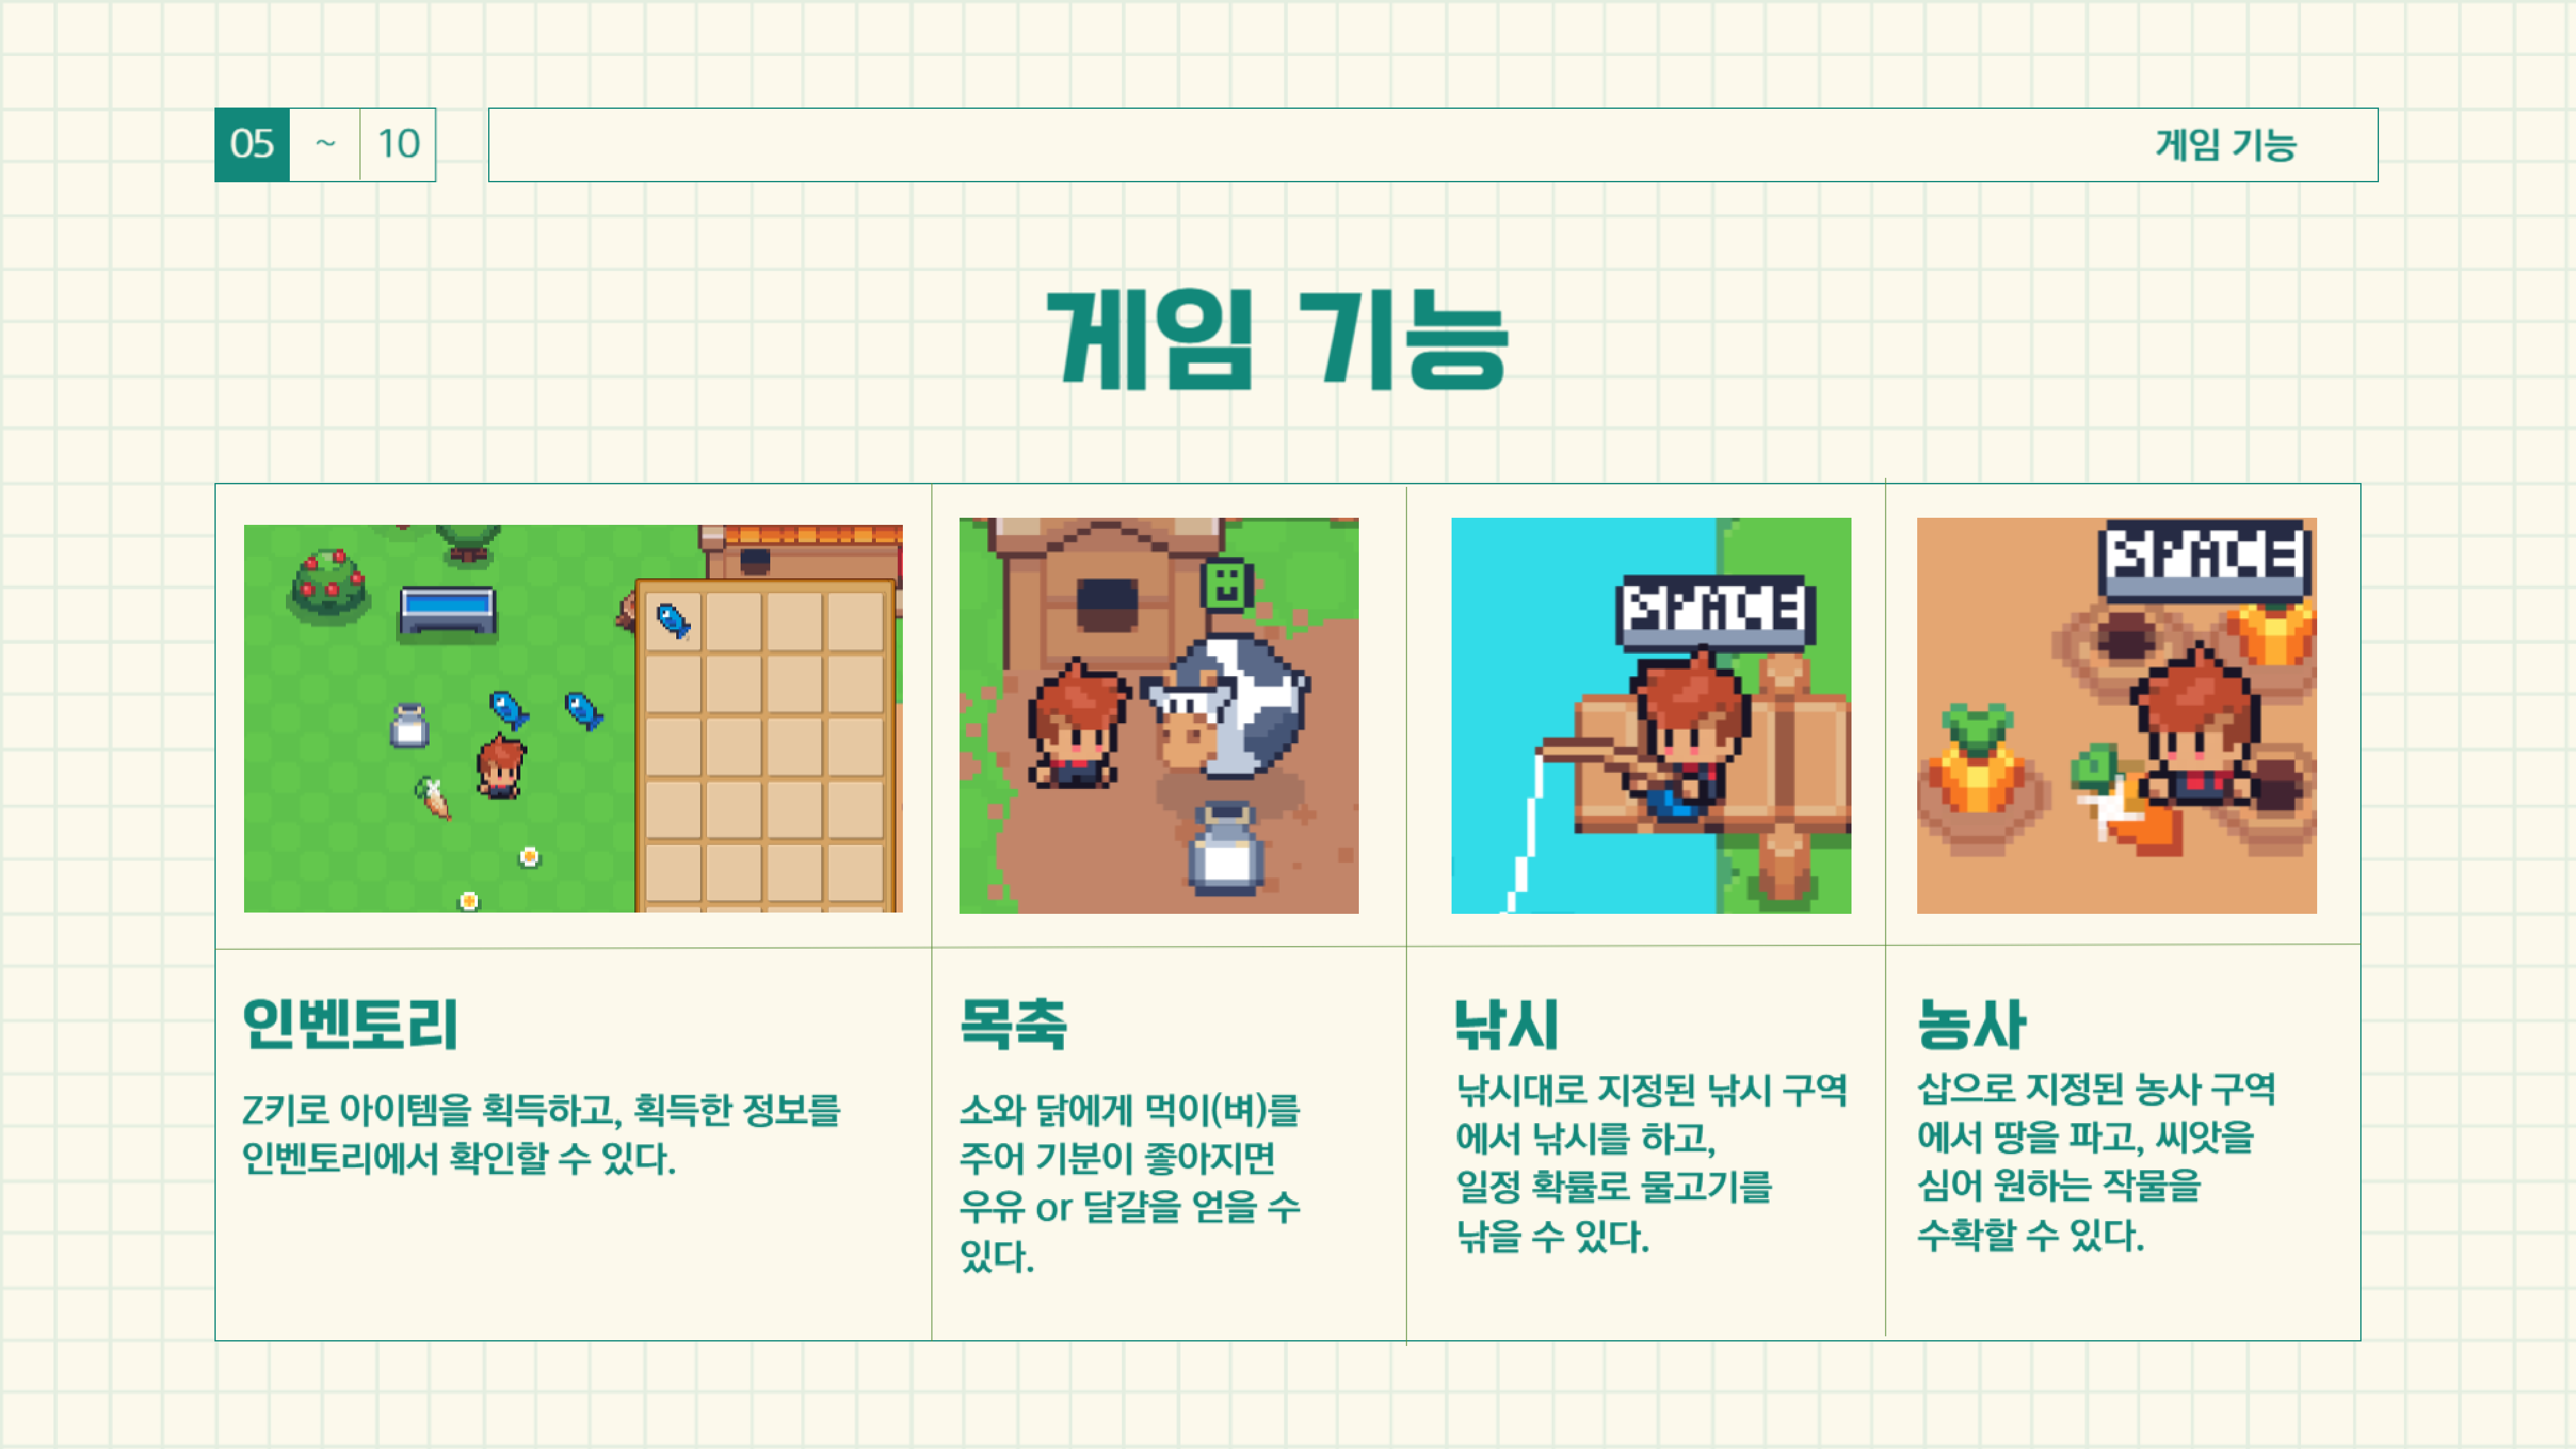 05 ~ 10
게임 기능
게임 기능
SPACE
SPACE
인벤토리
Z키로 아이템을 획득하고, 획득한 정보를
인벤토리에서 확인할 수 있다.
목축
소와 닭에게 먹이(벼)를
주어 기분이 좋아지면
우유 or 달걀을 얻을 수
있다.
낚시
낚시대로 지정된 낚시 구역
에서 낚시를 하고,
일정 확률로 물고기를
낚을 수 있다.
농사
삽으로 지정된 농사 구역
에서 땅을 파고, 씨앗을
심어 원하는 작물을
수확할 수 있다.